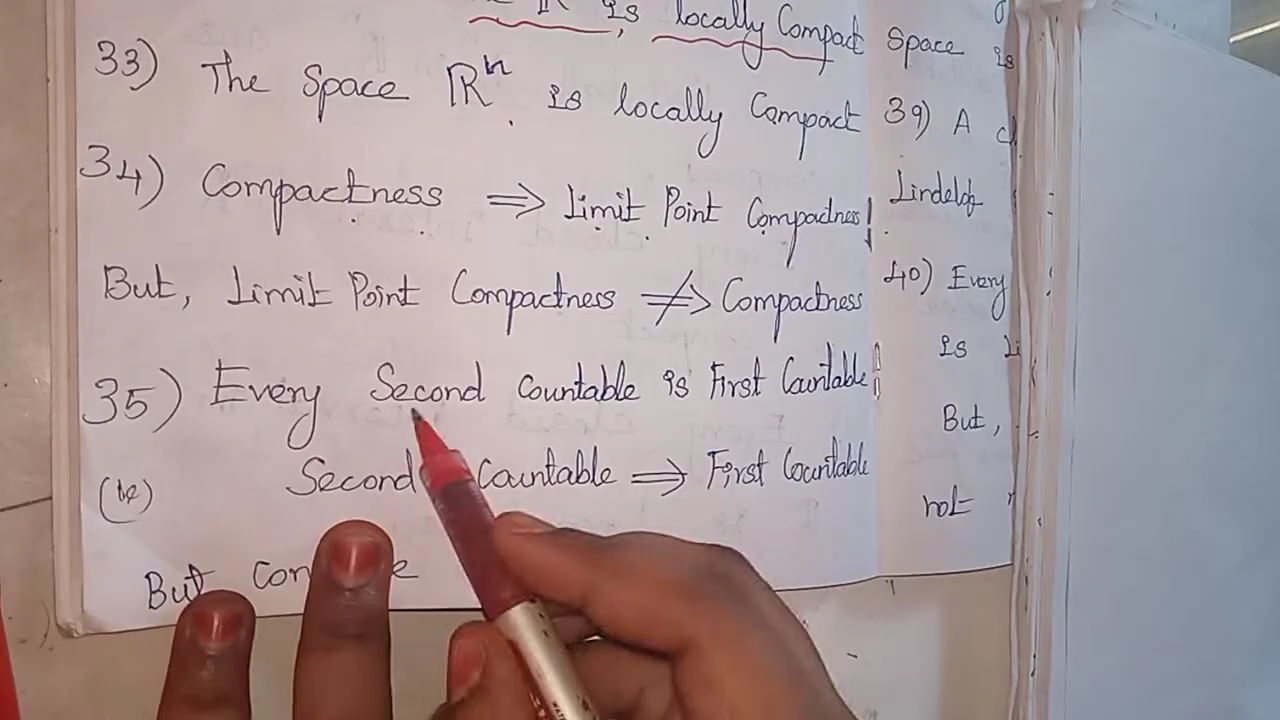 is, locally Compact
33) The Space Rⁿ is locally Compact
34) Compactness ⇒ Limit Point Compactness
But, Limit Point Compactness ⇏ Compactness
35) Every Second Countable is First Countable
(ie) Second Countable ⇒ First Countable
But
Space is
39) A
Lindelof
40) Every
is
But,
not